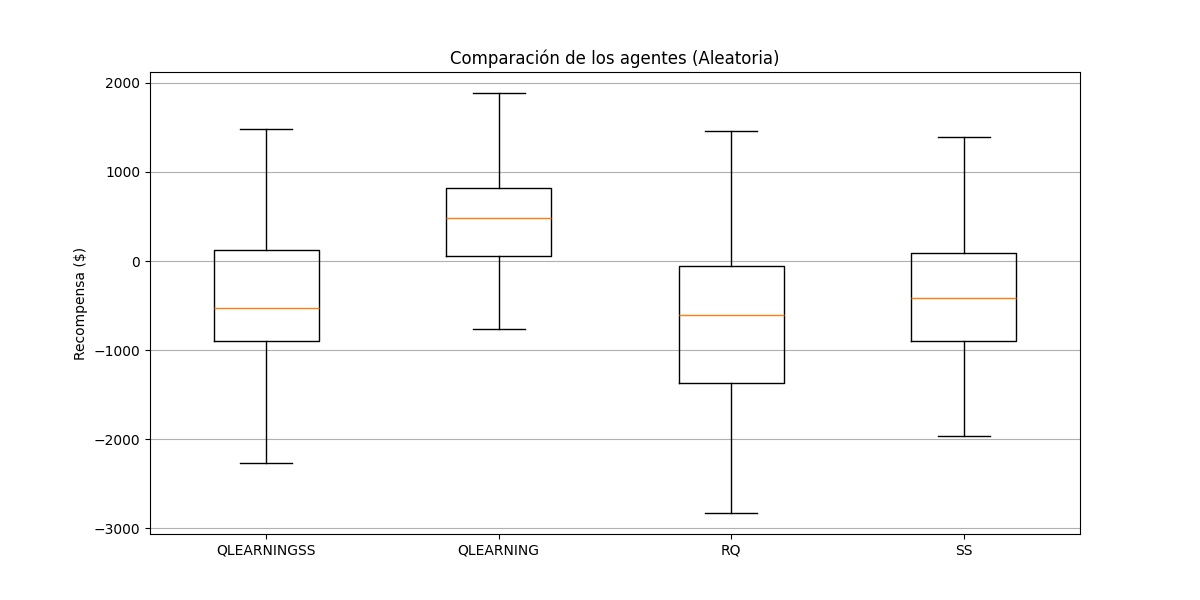 Comparación de los agentes (Aleatoria)
Recompensa ($)
2000
1000
0
−1000
−2000
−3000
QLEARNINGSS
QLEARNING
RQ
SS